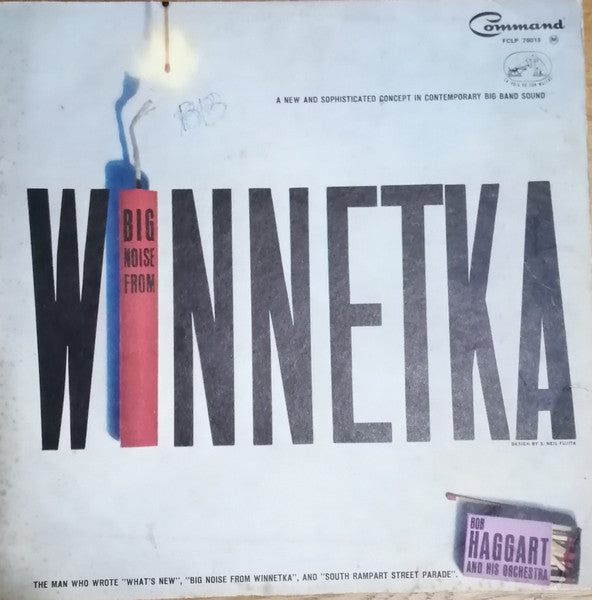 Command
FCLP 76015 M
A NEW AND SOPHISTICATED CONCEPT IN CONTEMPORARY BIG BAND SOUND
BIG
NOISE
FROM
WINNETKA
DESIGN BY S. NEIL FUJITA
BOB
HAGGART
AND HIS ORCHESTRA
THE MAN WHO WROTE "WHAT'S NEW", "BIG NOISE FROM WINNETKA", AND "SOUTH RAMPART STREET PARADE".